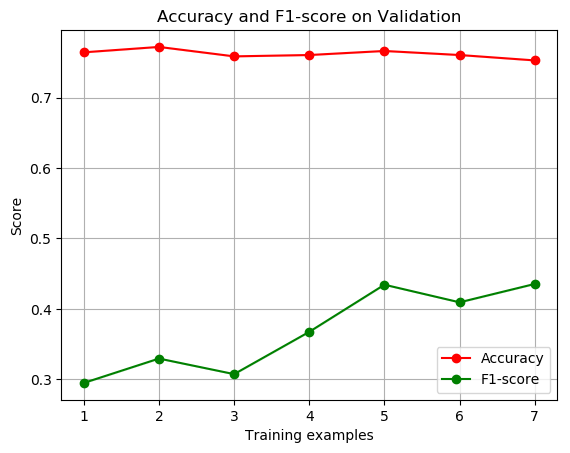 Accuracy and F1-score on Validation
Score
0.7
0.6
0.5
0.4
0.3
Accuracy
F1-score
1 2 3 4 5 6 7
Training examples